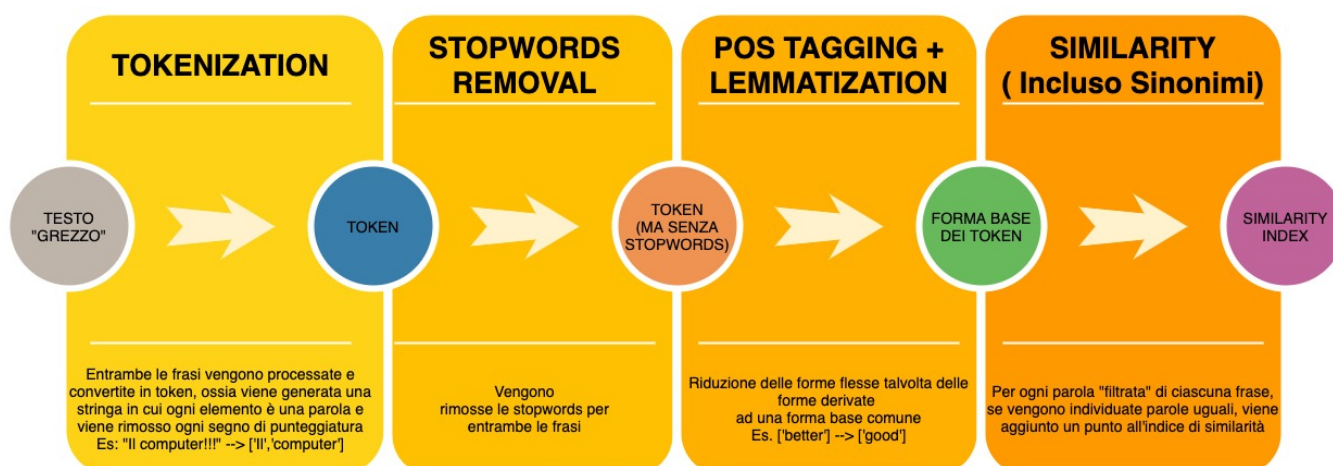 TOKENIZATION
STOPWORDS
REMOVAL
POS TAGGING +
LEMMATIZATION
SIMILARITY
( Incluso Sinonimi)
TESTO
"GREZZO"
TOKEN
TOKEN
(MA SENZA
STOPWORDS)
FORMA BASE
DEI TOKEN
SIMILARITY
INDEX
Entrambe le frasi vengono processate e
convertite in token, ossia viene generata una
stringa in cui ogni elemento è una parola e
viene rimosso ogni segno di punteggiatura
Es: "Il computer!!!" --> ['Il','computer']
Vengono
rimosse le stopwords per
entrambe le frasi
Riduzione delle forme flesse talvolta delle
forme derivate
ad una forma base comune
Es. ['better'] --> ['good']
Per ogni parola "filtrata" di ciascuna frase,
se vengono individuate parole uguali, viene
aggiunto un punto all'indice di similarità